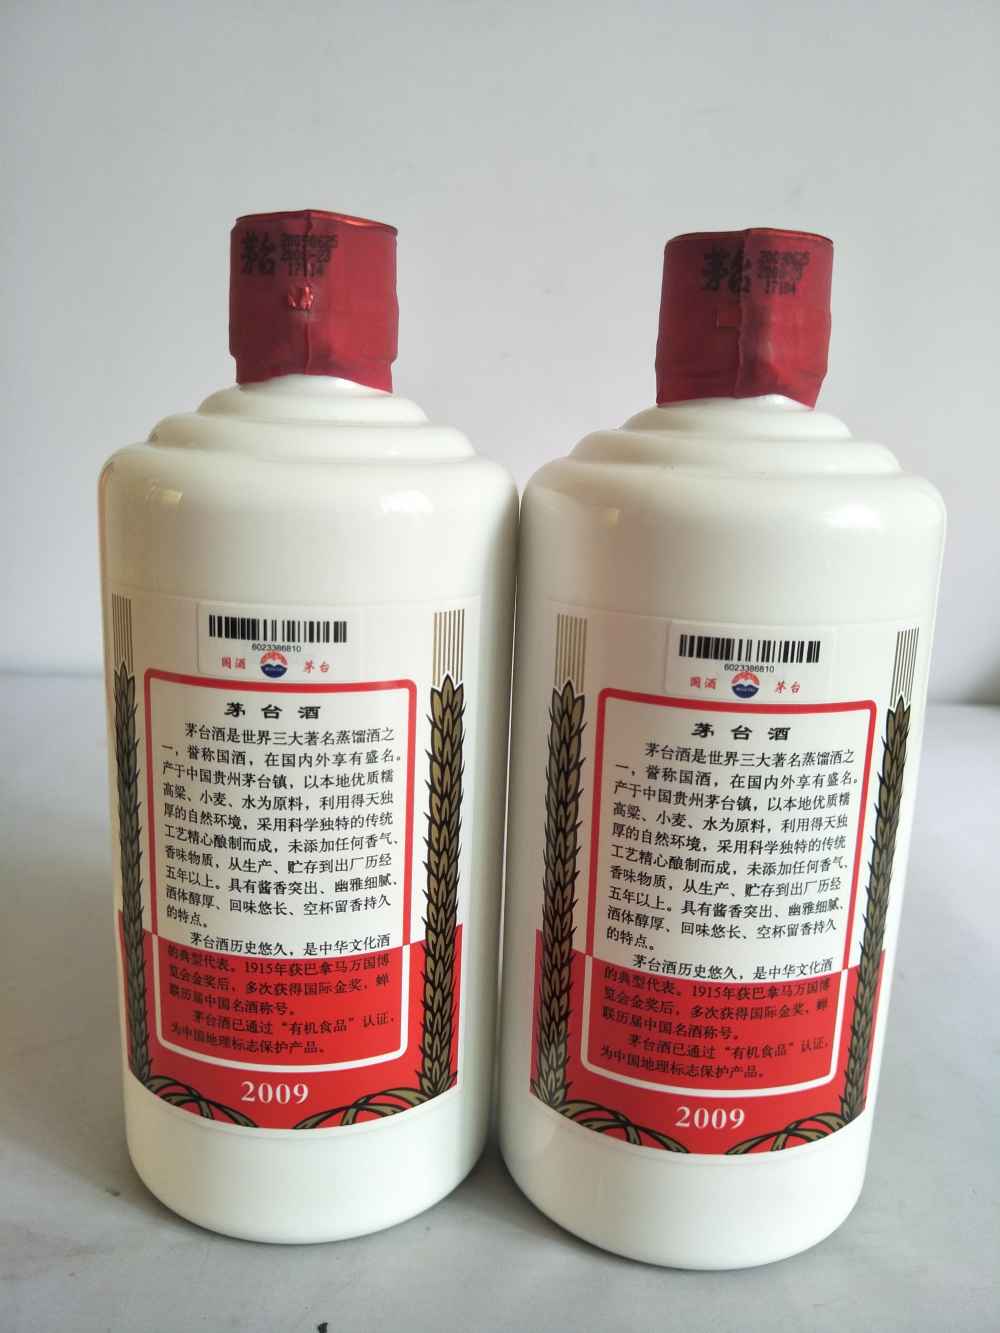 茅台
20090625
17104
茅台
20090625
17104
6023386810
国酒
茅台
茅台酒
茅台酒是世界三大著名蒸馏酒之
一，誉称国酒，在国内外享有盛名。
产于中国贵州茅台镇，以本地优质糯
高粱、小麦、水为原料，利用得天独
厚的自然环境，采用科学独特的传统
工艺精心酿制而成，未添加任何香气、
香味物质，从生产、贮存到出厂历经
五年以上。具有酱香突出、幽雅细腻、
酒体醇厚、回味悠长、空杯留香持久
的特点。
茅台酒历史悠久，是中华文化酒
的典型代表。1915年获巴拿马万国博
览会金奖后，多次获得国际金奖，蝉
联历届中国名酒称号。
茅台酒已通过“有机食品”认证，
为中国地理标志保护产品。
2009
6023386810
国酒
茅台
茅台酒
茅台酒是世界三大著名蒸馏酒之
一，誉称国酒，在国内外享有盛名。
产于中国贵州茅台镇，以本地优质糯
高粱、小麦、水为原料，利用得天独
厚的自然环境，采用科学独特的传统
工艺精心酿制而成，未添加任何香气、
香味物质，从生产、贮存到出厂历经
五年以上。具有酱香突出、幽雅细腻、
酒体醇厚、回味悠长、空杯留香持久
的特点。
茅台酒历史悠久，是中华文化酒
的典型代表。1915年获巴拿马万国博
览会金奖后，多次获得国际金奖，蝉
联历届中国名酒称号。
茅台酒已通过“有机食品”认证，
为中国地理标志保护产品。
2009